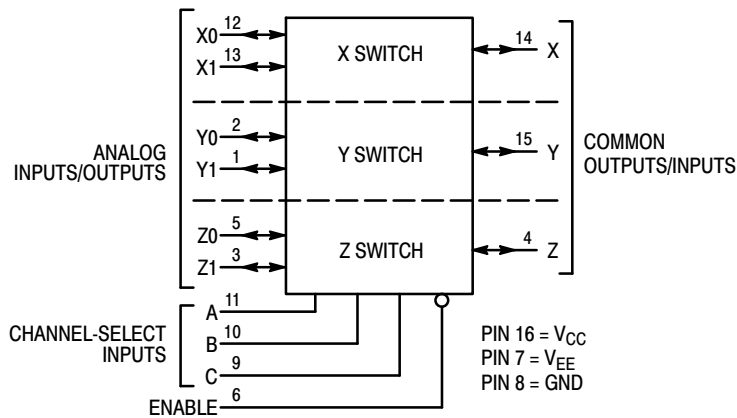 X0 12
X1 13
X SWITCH
14 X
Y0 2
Y1 1
Y SWITCH
15 Y
ANALOG
INPUTS/OUTPUTS
COMMON
OUTPUTS/INPUTS
Z0 5
Z1 3
Z SWITCH
4 Z
CHANNEL-SELECT
INPUTS
A 11
B 10
C 9
ENABLE 6
PIN 16 = VCC
PIN 7 = VEE
PIN 8 = GND